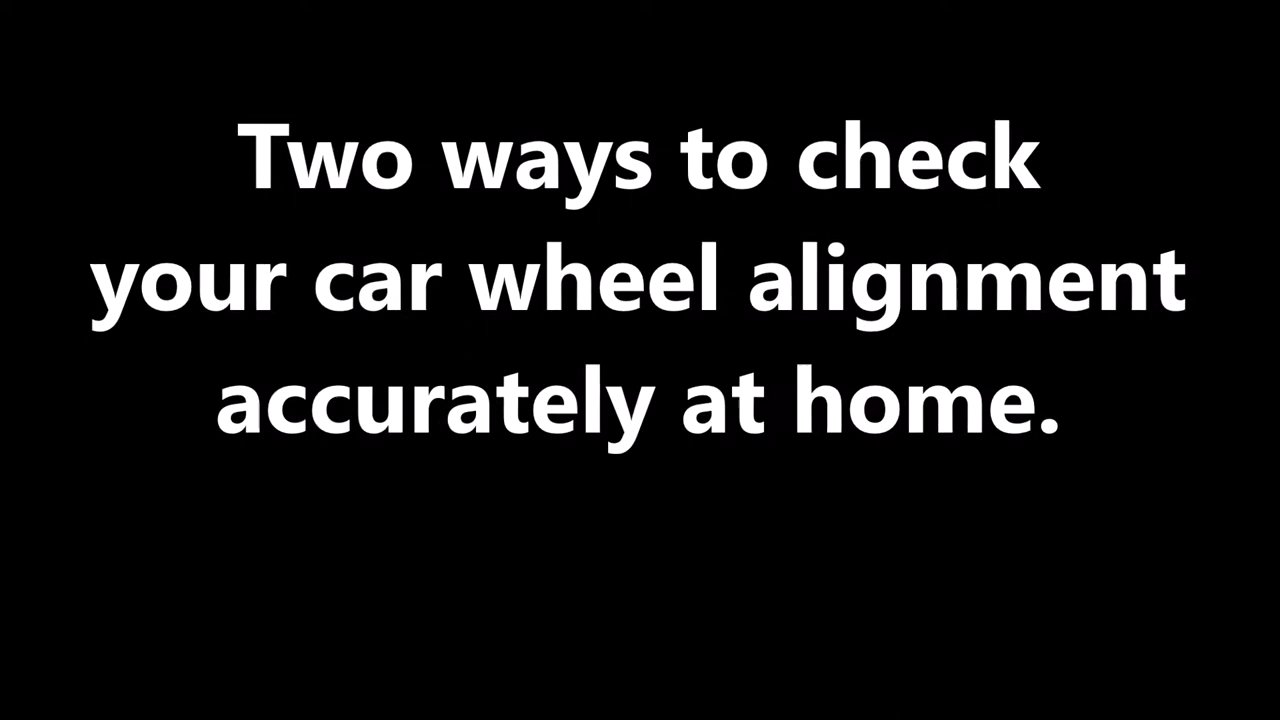 Two ways to check
your car wheel alignment
accurately at home.